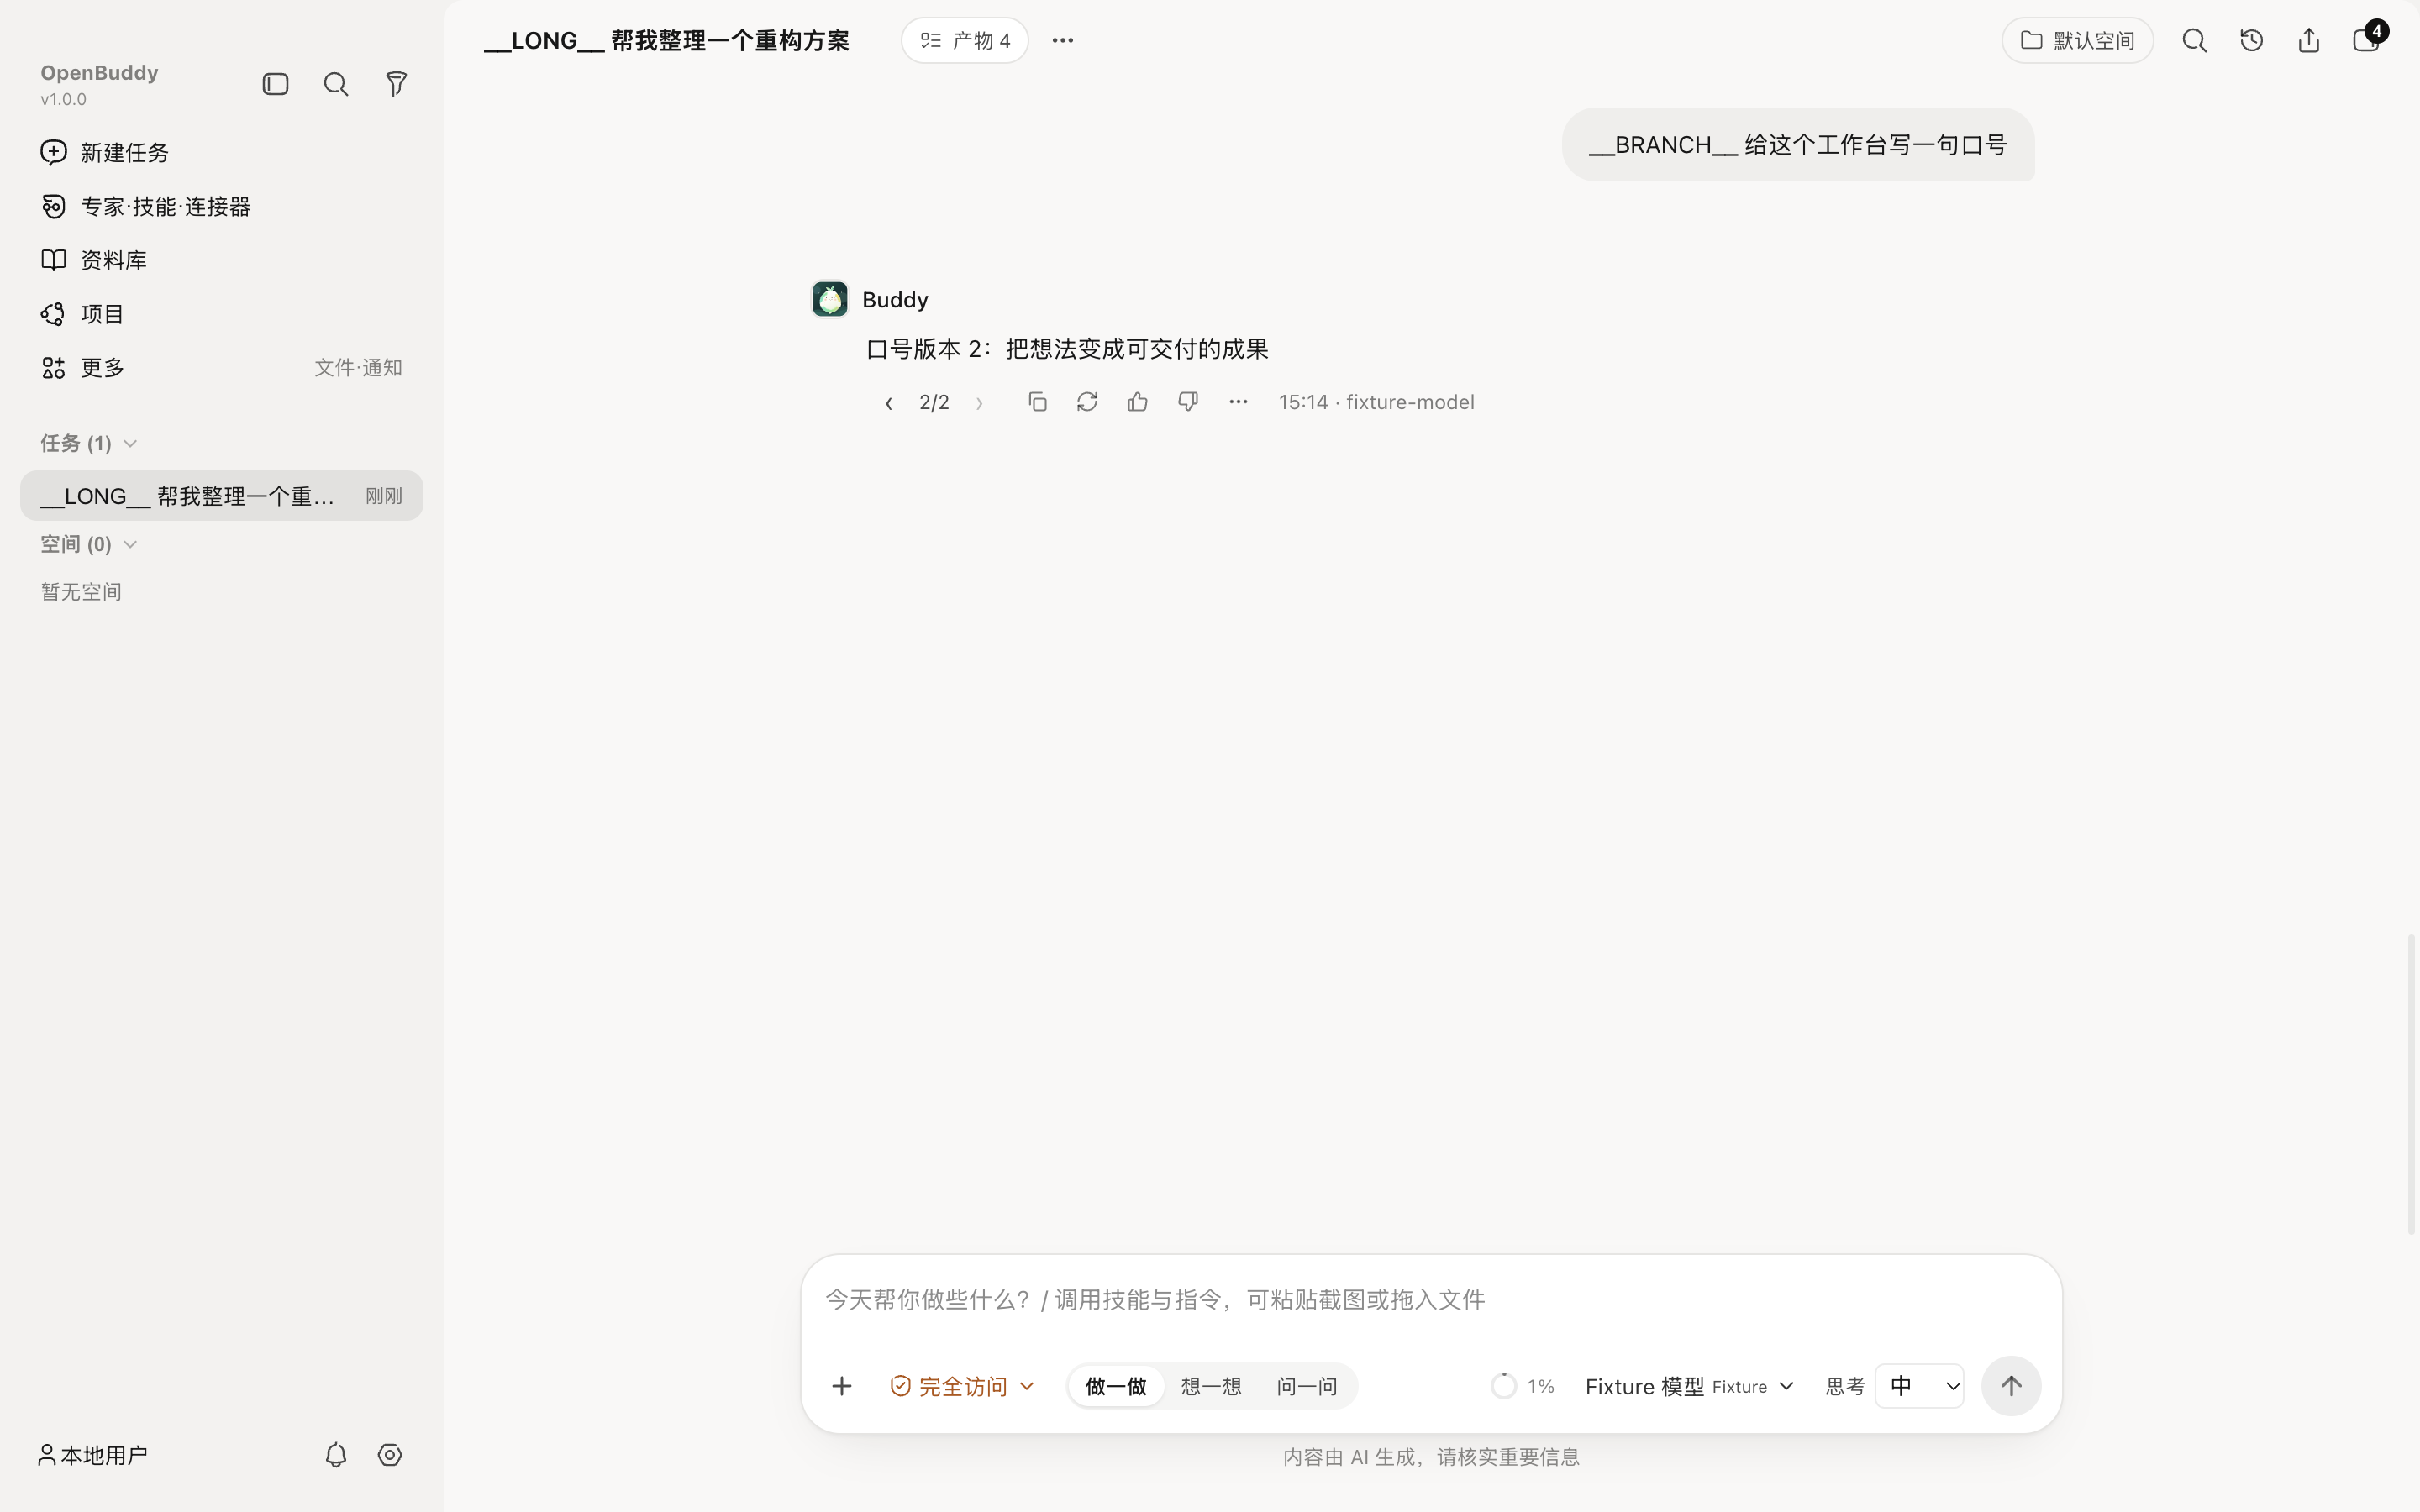 OpenBuddy
v1.0.0
新建任务
专家·技能·连接器
资料库
项目
更多 文件·通知
任务 (1)
__LONG__ 帮我整理一个重… 刚刚
空间 (0)
暂无空间
本地用户
__LONG__ 帮我整理一个重构方案 产物 4
默认空间 4
__BRANCH__ 给这个工作台写一句口号
Buddy
口号版本 2：把想法变成可交付的成果
2/2 15:14 · fixture-model
今天帮你做些什么？/ 调用技能与指令，可粘贴截图或拖入文件
完全访问 做一做 想一想 问一问 1% Fixture 模型 Fixture 思考 中
内容由 AI 生成，请核实重要信息